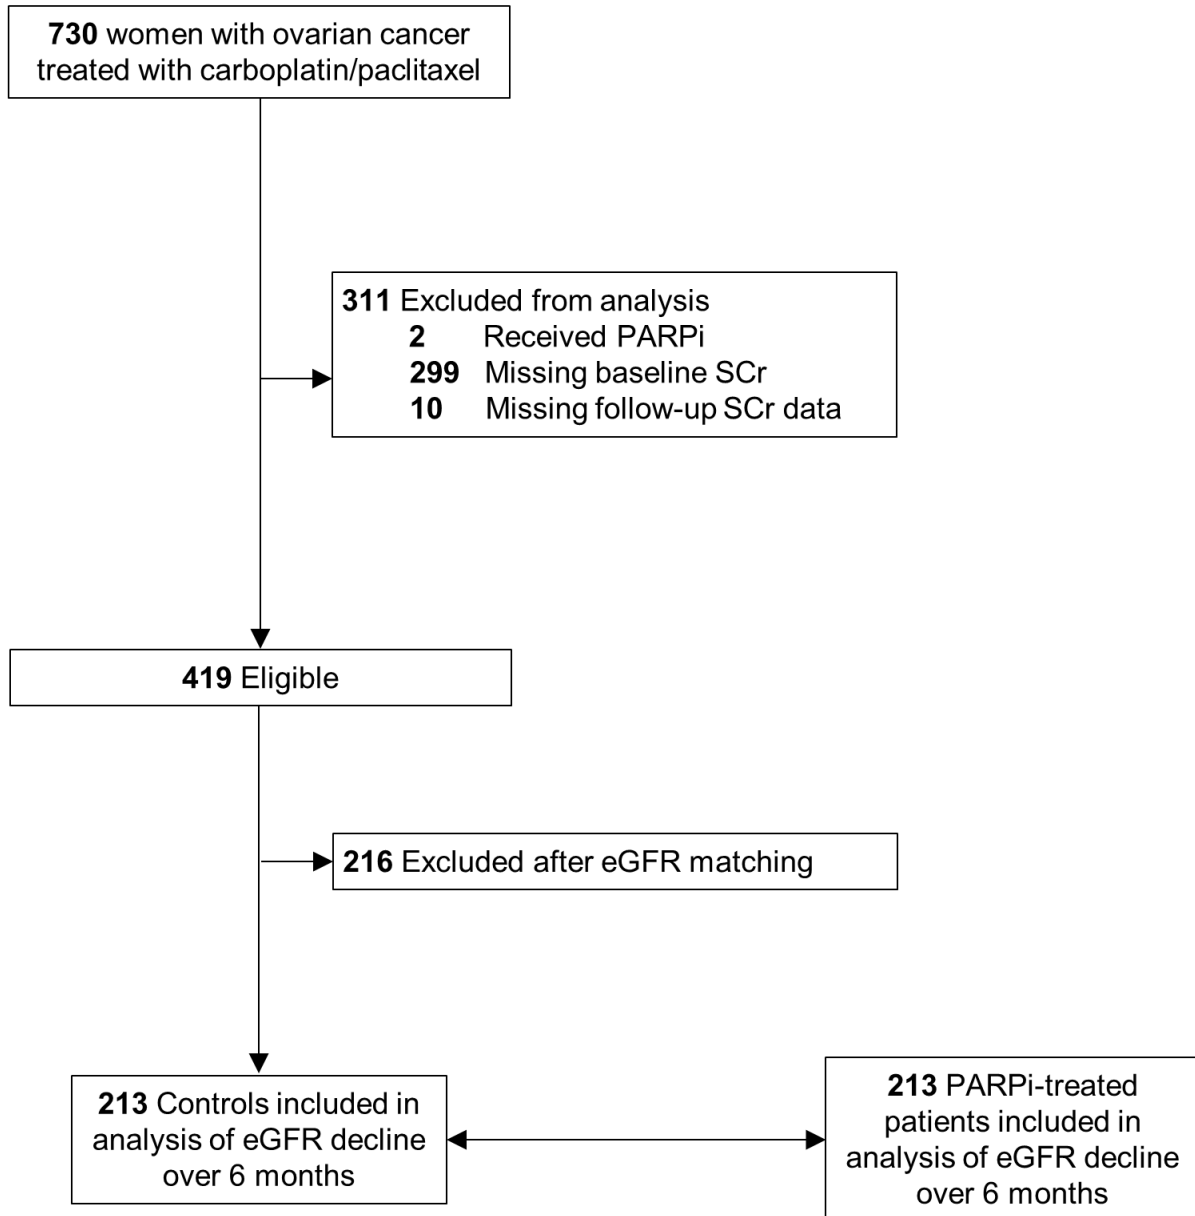 730 women with ovarian cancer
treated with carboplatin/paclitaxel
311 Excluded from analysis
2 Received PARPi
299 Missing baseline SCr
10 Missing follow-up SCr data
419 Eligible
216 Excluded after eGFR matching
213 Controls included in
analysis of eGFR decline
over 6 months
213 PARPi-treated
patients included in
analysis of eGFR decline
over 6 months